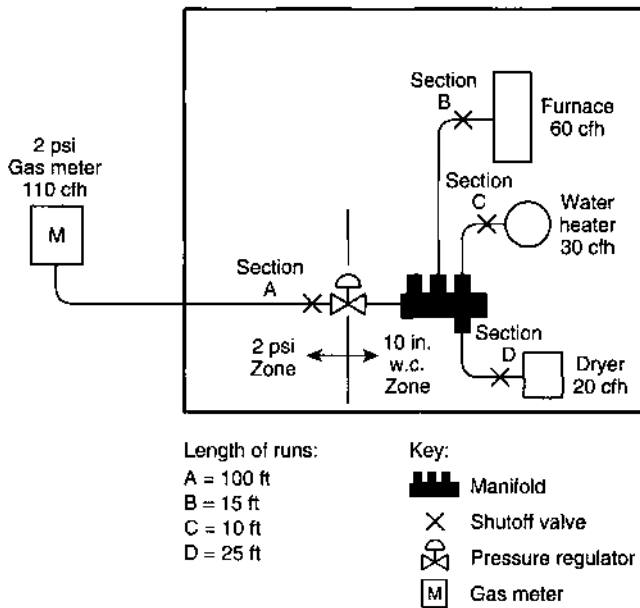 Section
B
Furnace
60 cfh
2 psi
Gas meter
110 cfh
M
Section
C
Water
heater
30 cfh
Section
A
2 psi
Zone
10 in.
w.c.
Zone
Section
D
Dryer
20 cfh
Length of runs:
A = 100 ft
B = 15 ft
C = 10 ft
D = 25 ft
Key:
Manifold
Shutoff valve
Pressure regulator
M
Gas meter